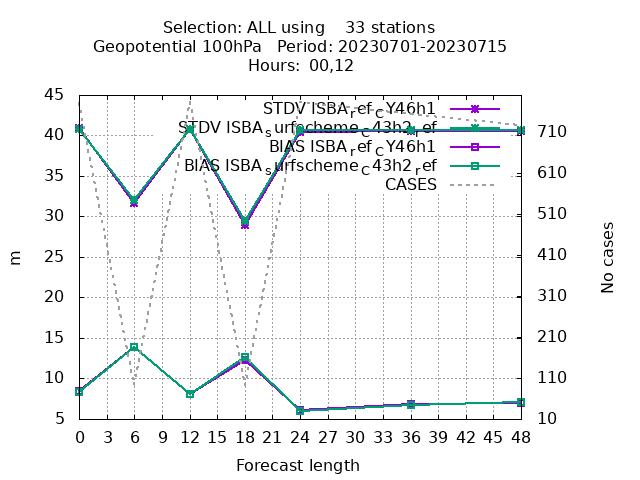 Selection: ALL using    33 stations
Geopotential 100hPa   Period: 20230701-20230715
Hours: 00,12
45
40
35
30
25
20
15
10
5
m
STDV ISBA_ref_CY46h1
STDV ISBA_surfscheme_C43h2_ref
BIAS ISBA_ref_CY46h1
BIAS ISBA_surfscheme_C43h2_ref
CASES
710
610
510
410
310
210
110
10
No cases
0 3 6 9 12 15 18 21 24 27 30 33 36 39 42 45 48
Forecast length